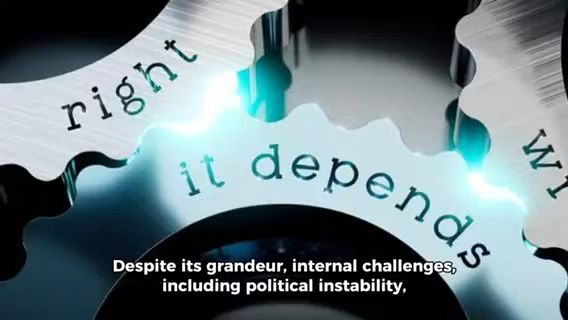 right
it depends
Despite its grandeur, internal challenges,
including political instability,